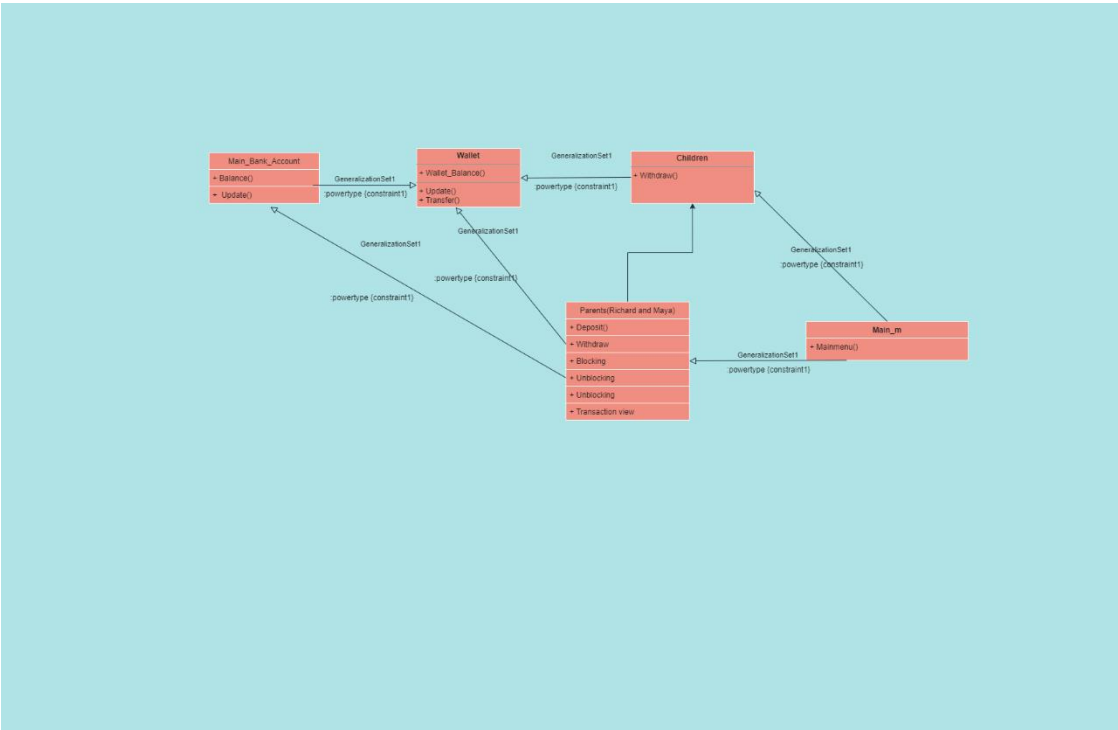 Main_Bank_Account
+ Balance()
+ Update()
GeneralizationSet1
:powertype {constraint1}
Wallet
+ Wallet_Balance()
+ Update()
+ Transfer()
GeneralizationSet1
:powertype {constraint1}
Children
+ Withdraw()
GeneralizationSet1
:powertype {constraint1}
GeneralizationSet1
:powertype {constraint1}
GeneralizationSet1
:powertype {constraint1}
Parents(Richard and Maya)
+ Deposit()
+ Withdraw
+ Blocking
+ Unblocking
+ Unblocking
+ Transaction view
GeneralizationSet1
:powertype {constraint1}
Main_m
+ Mainmenu()